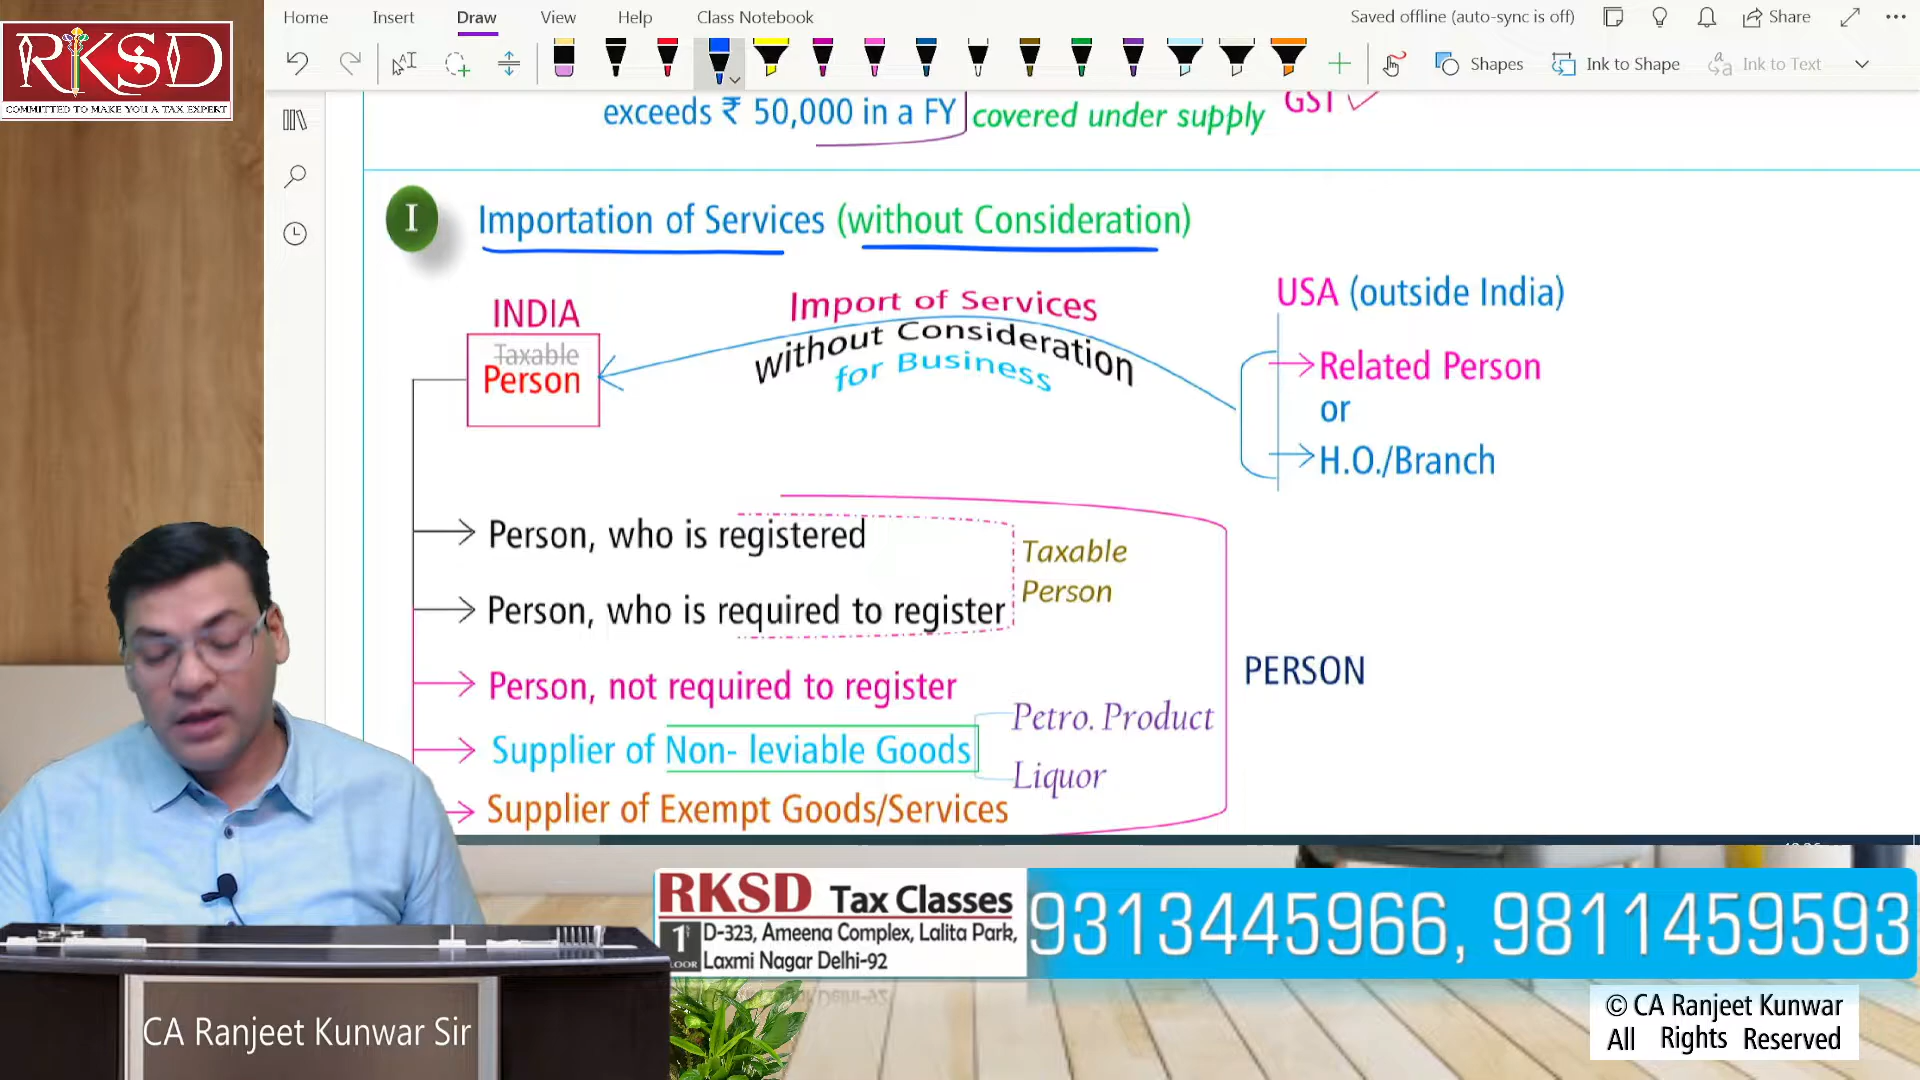 RKSD
COMMITTED TO MAKE YOU A TAX EXPERT
Home Insert Draw View Help Class Notebook
Saved offline (auto-sync is off) Share
Shapes Ink to Shape Ink to Text
exceeds ₹ 50,000 in a FY covered under supply GST
I Importation of Services (without Consideration)
INDIA
Taxable
Person
Import of Services
without Consideration
for Business
USA (outside India)
Related Person
or
H.O./Branch
Person, who is registered
Person, who is required to register
Taxable
Person
Person, not required to register
Supplier of Non- leviable Goods
Petro. Product
Liquor
Supplier of Exempt Goods/Services
PERSON
RKSD Tax Classes
D-323, Ameena Complex, Lalita Park,
Laxmi Nagar Delhi-92
9313445966, 9811459593
CA Ranjeet Kunwar Sir
© CA Ranjeet Kunwar
All Rights Reserved